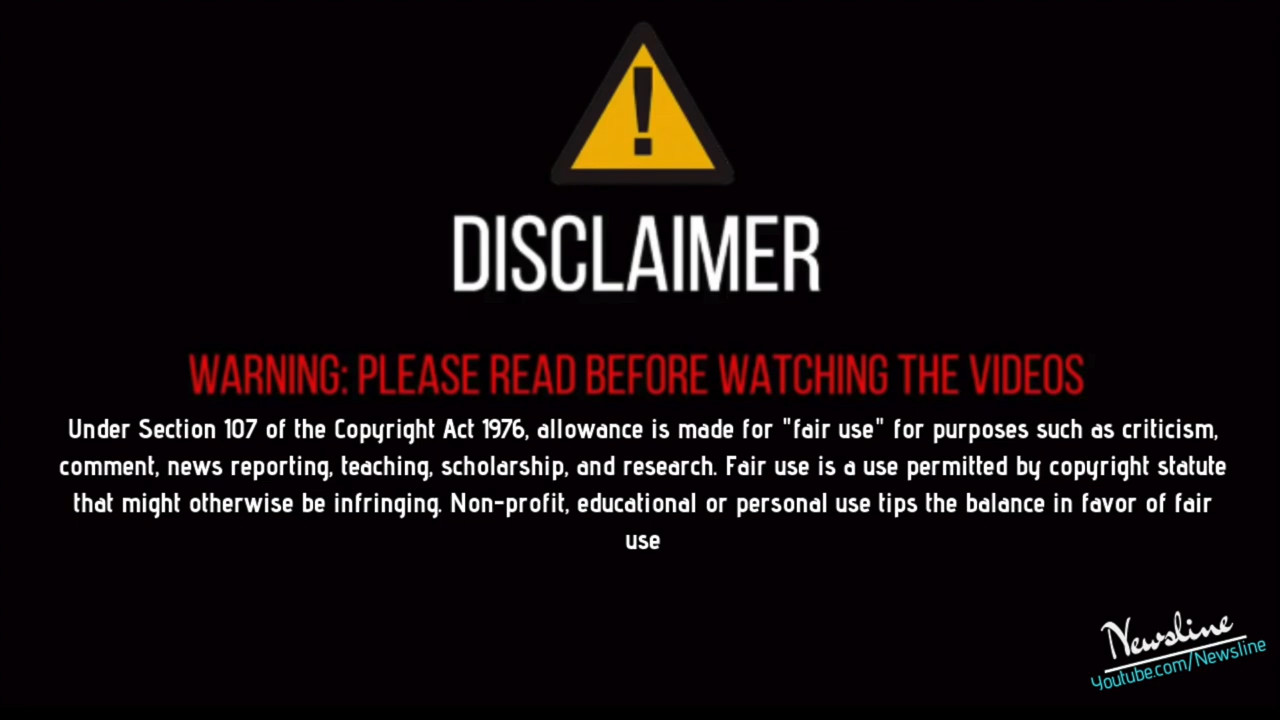 DISCLAIMER
WARNING: PLEASE READ BEFORE WATCHING THE VIDEOS
Under Section 107 of the Copyright Act 1976, allowance is made for "fair use" for purposes such as criticism,
comment, news reporting, teaching, scholarship, and research. Fair use is a use permitted by copyright statute
that might otherwise be infringing. Non-profit, educational or personal use tips the balance in favor of fair
use
Newsline
Youtube.com/Newsline